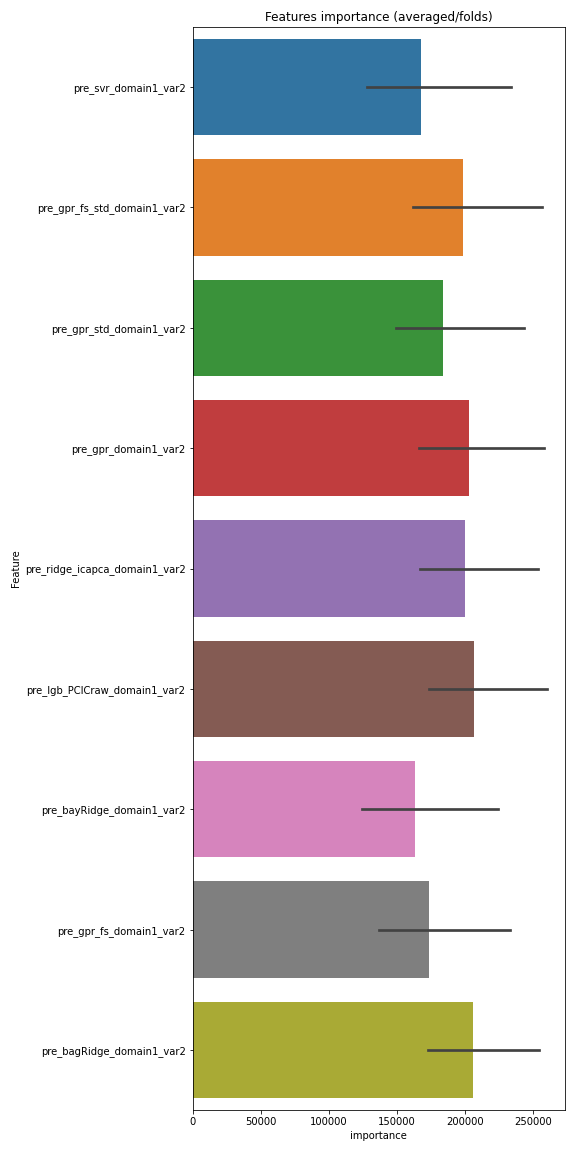 Features importance (averaged/folds)
pre_svr_domain1_var2
pre_gpr_fs_std_domain1_var2
pre_gpr_std_domain1_var2
pre_gpr_domain1_var2
Feature
pre_ridge_icapca_domain1_var2
pre_lgb_PCICraw_domain1_var2
pre_bayRidge_domain1_var2
pre_gpr_fs_domain1_var2
pre_bagRidge_domain1_var2
0 50000 100000 150000 200000 250000
importance